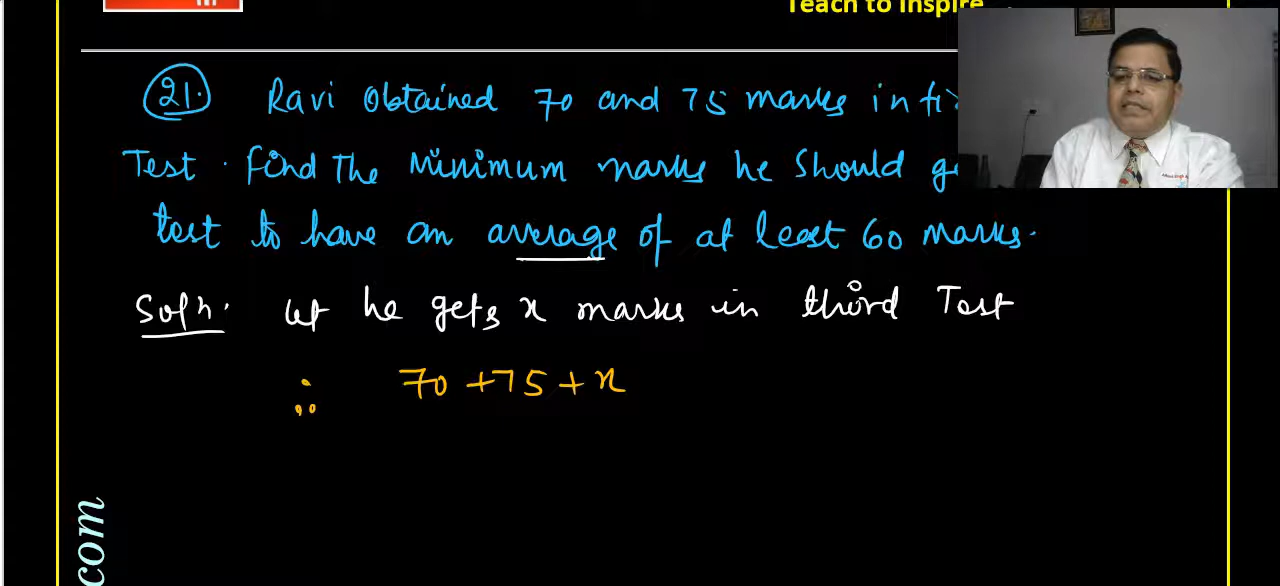 Teach to Inspire
21. Ravi Obtained 70 and 75 marks in
Test. Find The Minimum marks he Should
test to have an average of at least 60 marks.
Soln. let he gets x marks in third Test
∴ 70 + 75 + x
com